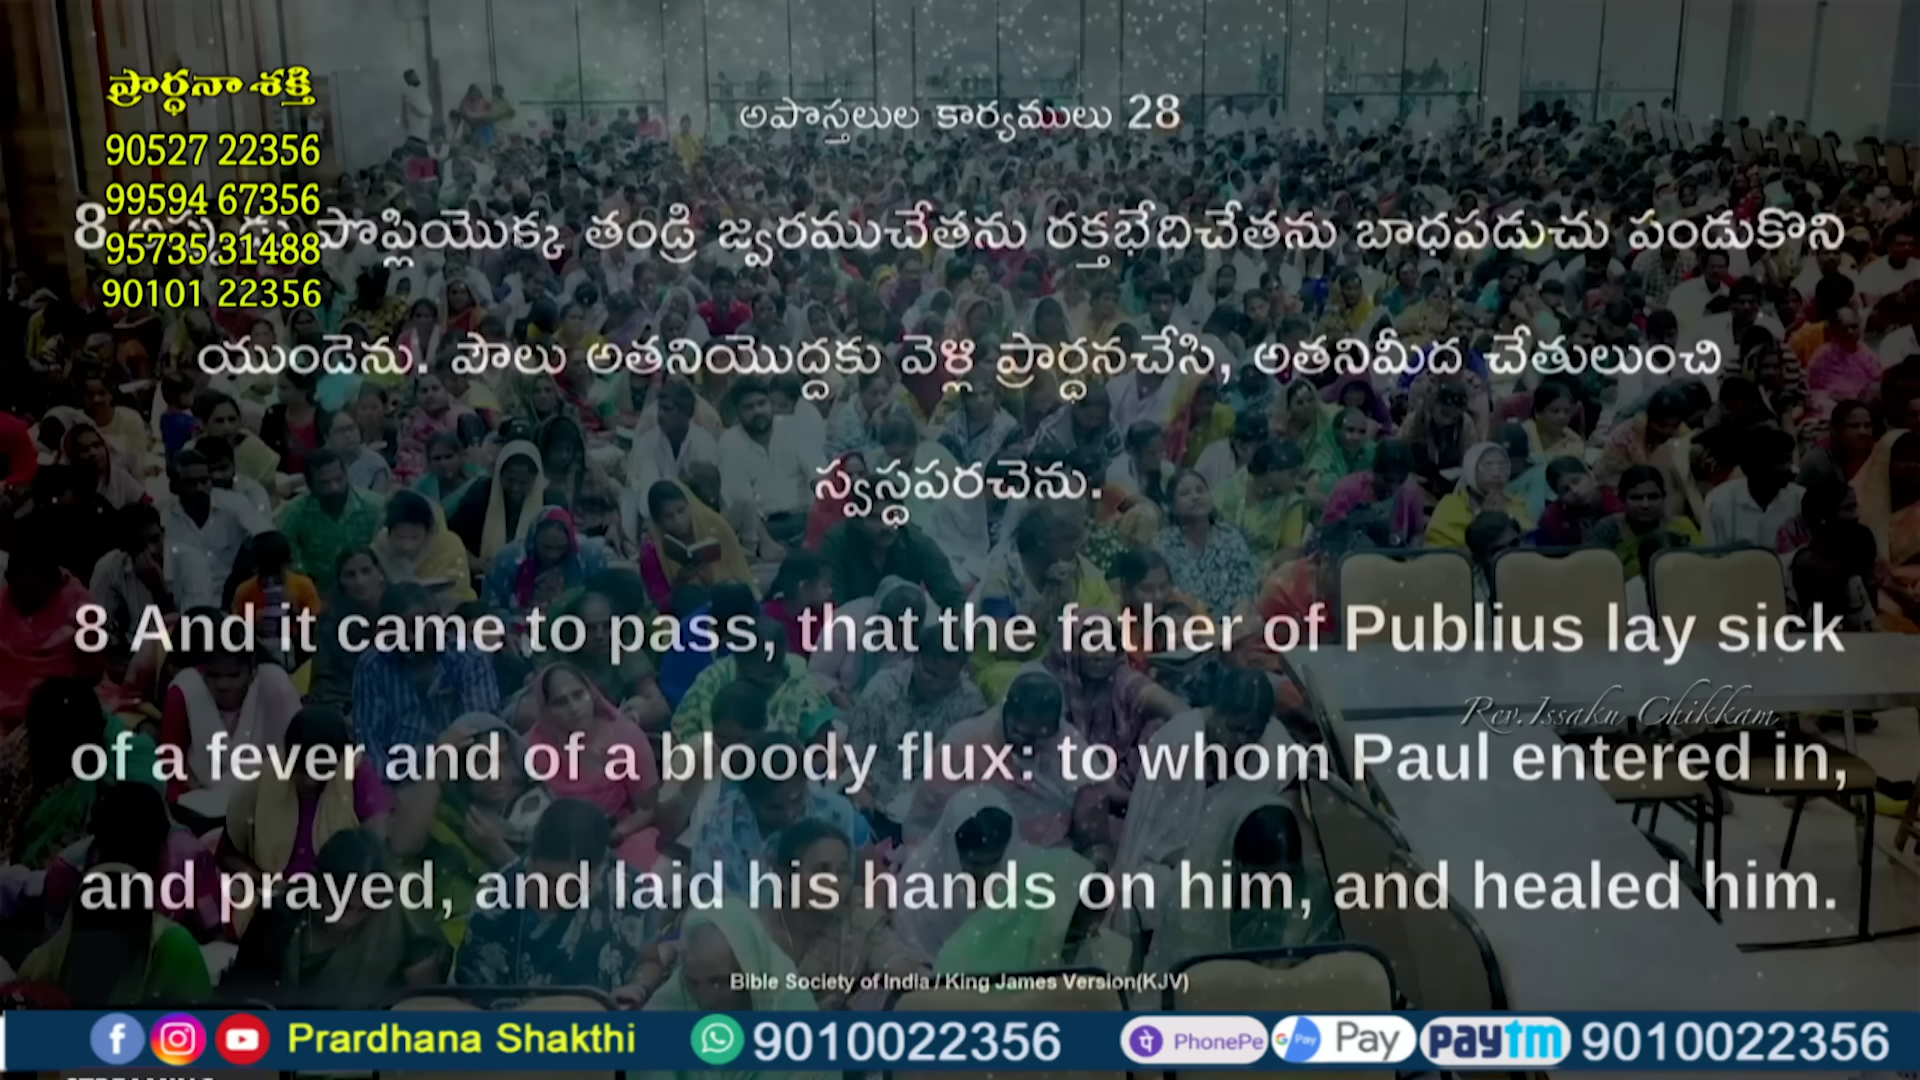 ప్రార్ధనా శక్తి
90527 22356
99594 67356
95735 31488
90101 22356
అపొస్తలుల కార్యములు 28
8 పొప్లియొక్క తండ్రి జ్వరముచేతను రక్తభేదిచేతను బాధపడుచు పండుకొని
యుండెను. పౌలు అతనియొద్దకు వెళ్లి ప్రార్థనచేసి, అతనిమీద చేతులుంచి
స్వస్థపరచెను.
8 And it came to pass, that the father of Publius lay sick
of a fever and of a bloody flux: to whom Paul entered in,
and prayed, and laid his hands on him, and healed him.
Rev.Issaku Chikkam
Bible Society of India / King James Version(KJV)
Prardhana Shakthi 9010022356 PhonePe G Pay Pay paytm 9010022356